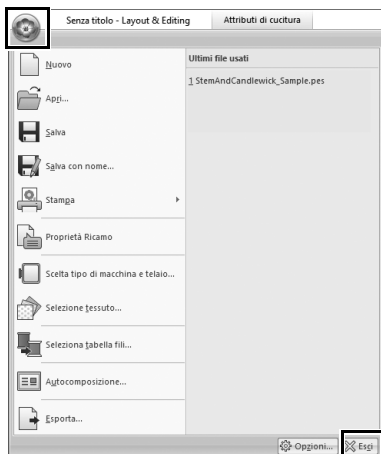 Senza titolo - Layout & Editing
Attributi di cucitura
Nuovo
Apri...
Salva
Salva con nome...
Stampa
Proprietà Ricamo
Scelta tipo di macchina e telaio...
Selezione tessuto...
Seleziona tabella fili...
Autocomposizione...
Esporta...
Ultimi file usati
1 StemAndCandlewick_Sample.pes
Opzioni...
Esci